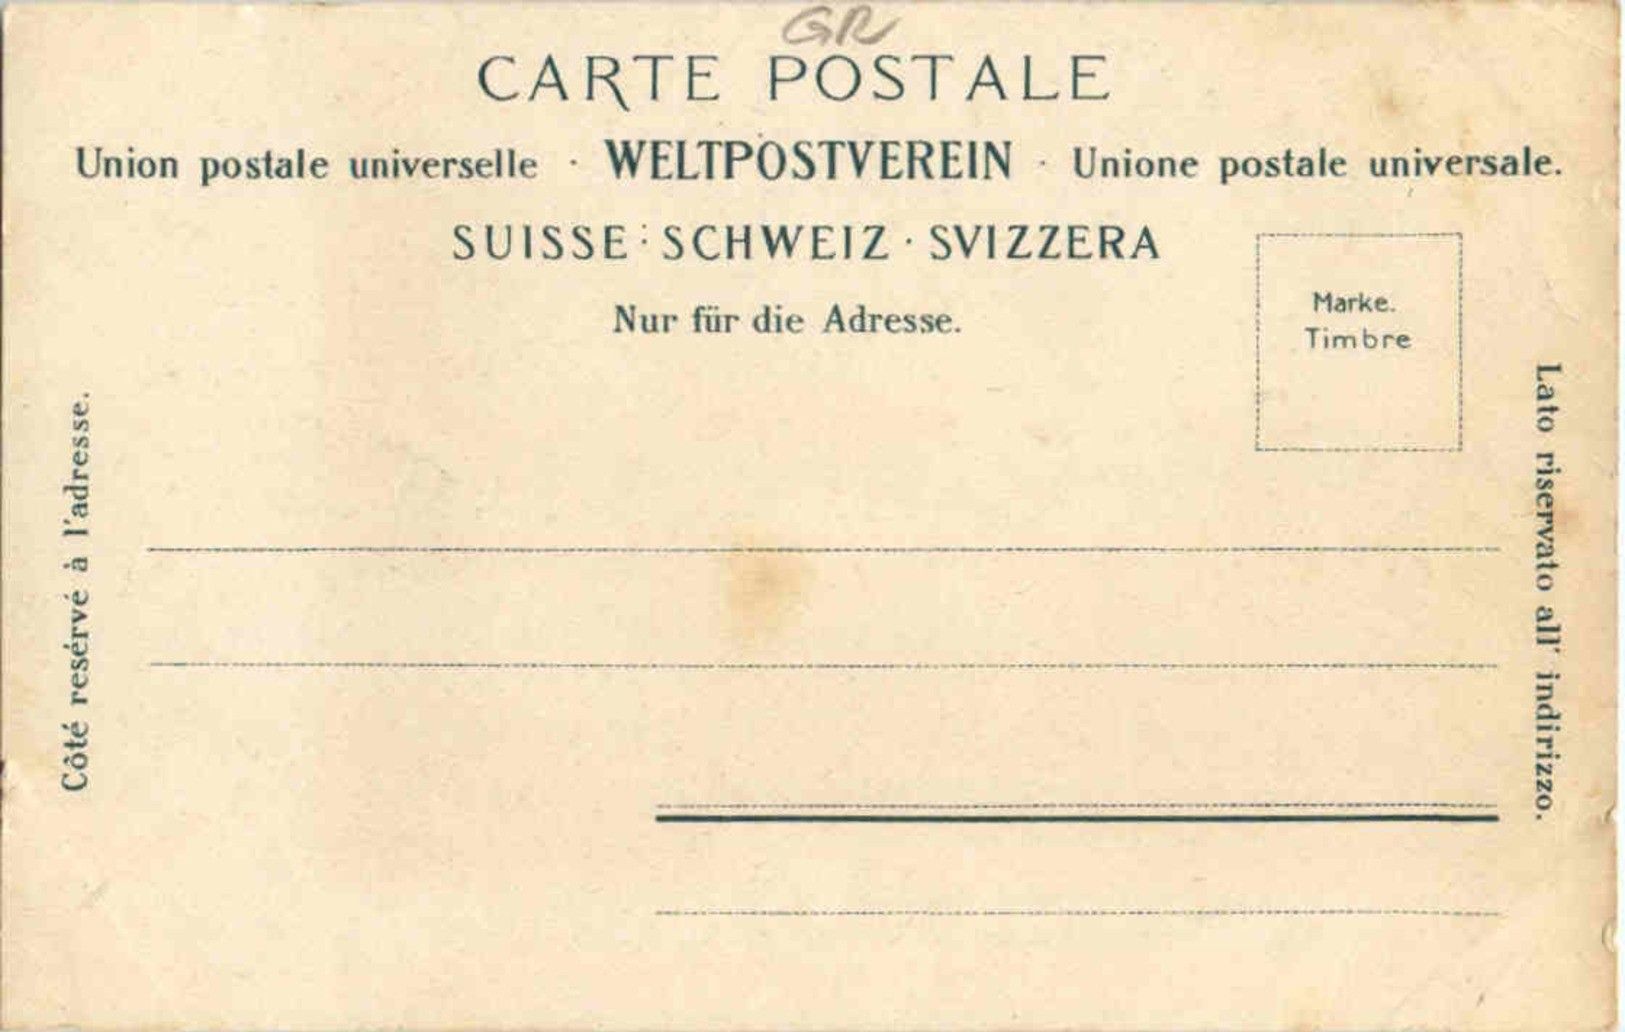 GR
CARTE POSTALE
Union postale universelle · WELTPOSTVEREIN · Unione postale universale.
SUISSE · SCHWEIZ · SVIZZERA
Nur für die Adresse.
Marke.
Timbre
Côté resérvé à l'adresse.
Lato riservato all' indirizzo.